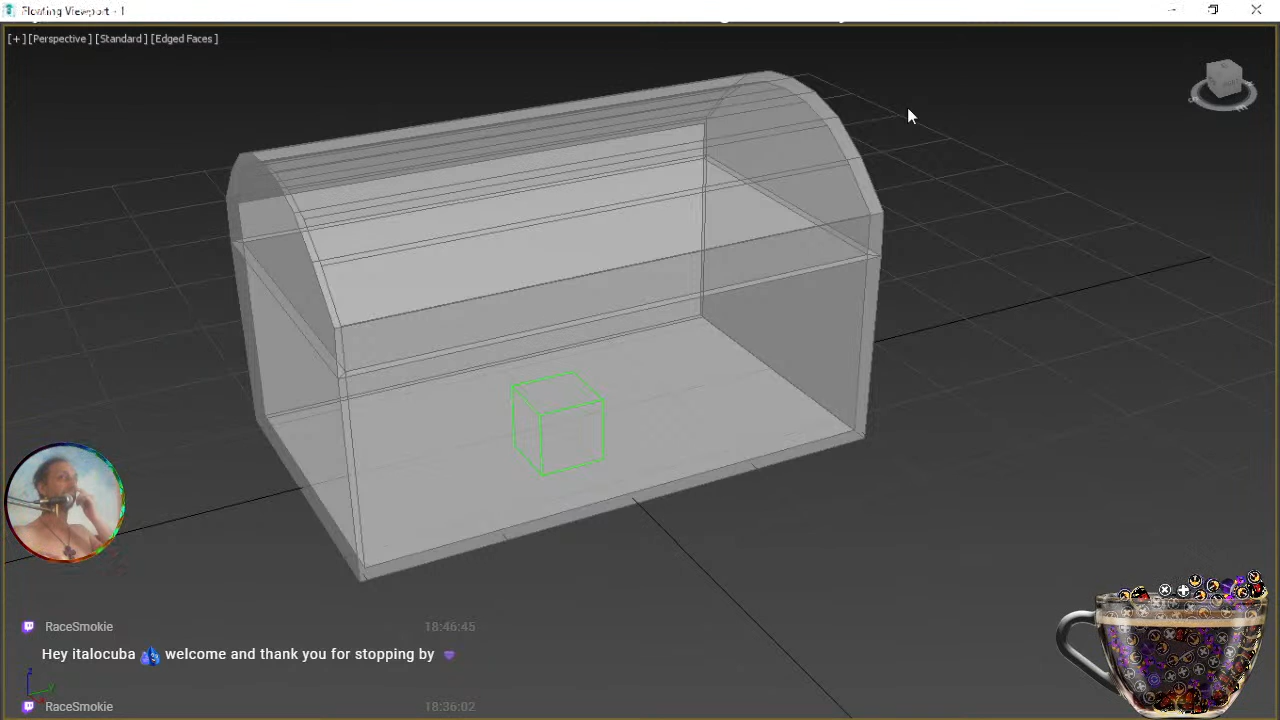 Floating Viewport - 1
[ + ] [Perspective ] [Standard ] [Edged Faces ]
RaceSmokie 18:46:45
Hey italocuba welcome and thank you for stopping by
RaceSmokie 18:36:02